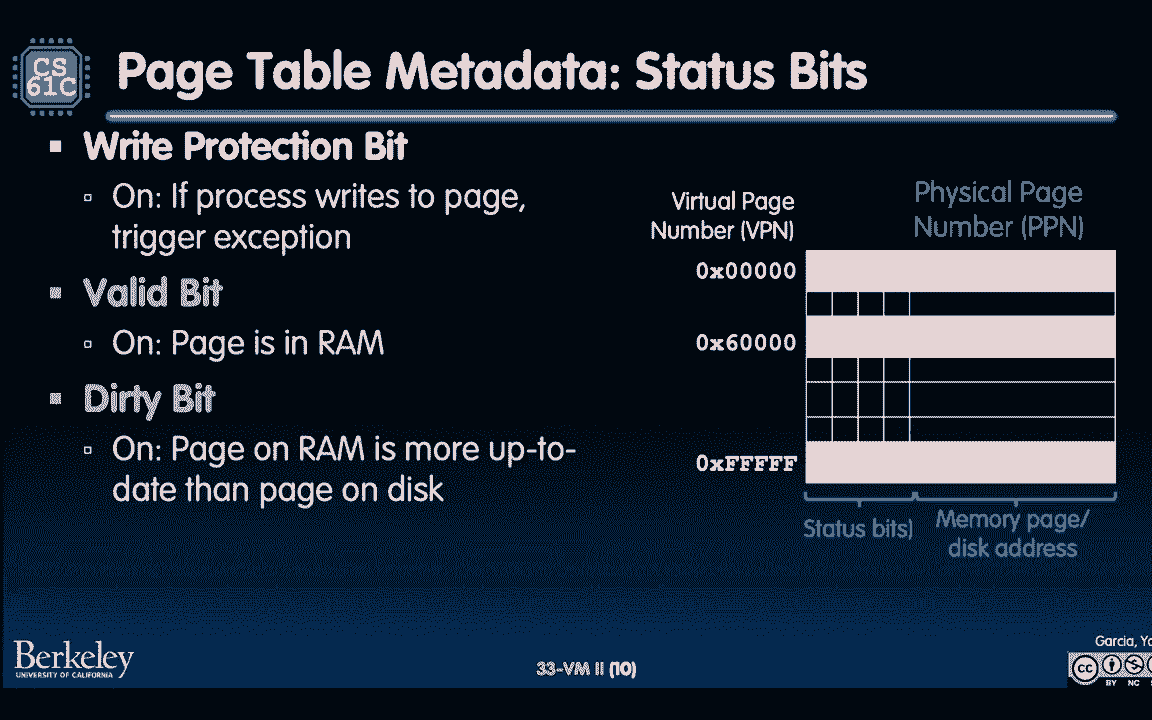 CS
61C
Page Table Metadata: Status Bits
▪ Write Protection Bit
▫ On: If process writes to page,
trigger exception
▪ Valid Bit
▫ On: Page is in RAM
▪ Dirty Bit
▫ On: Page on RAM is more up-to-
date than page on disk
Virtual Page
Number (VPN)
Physical Page
Number (PPN)
0x00000
0x60000
0xFFFFF
Status bits)
Memory page/
disk address
Berkeley
UNIVERSITY OF CALIFORNIA
33-VM II (10)
Garcia,
cc
BY NC